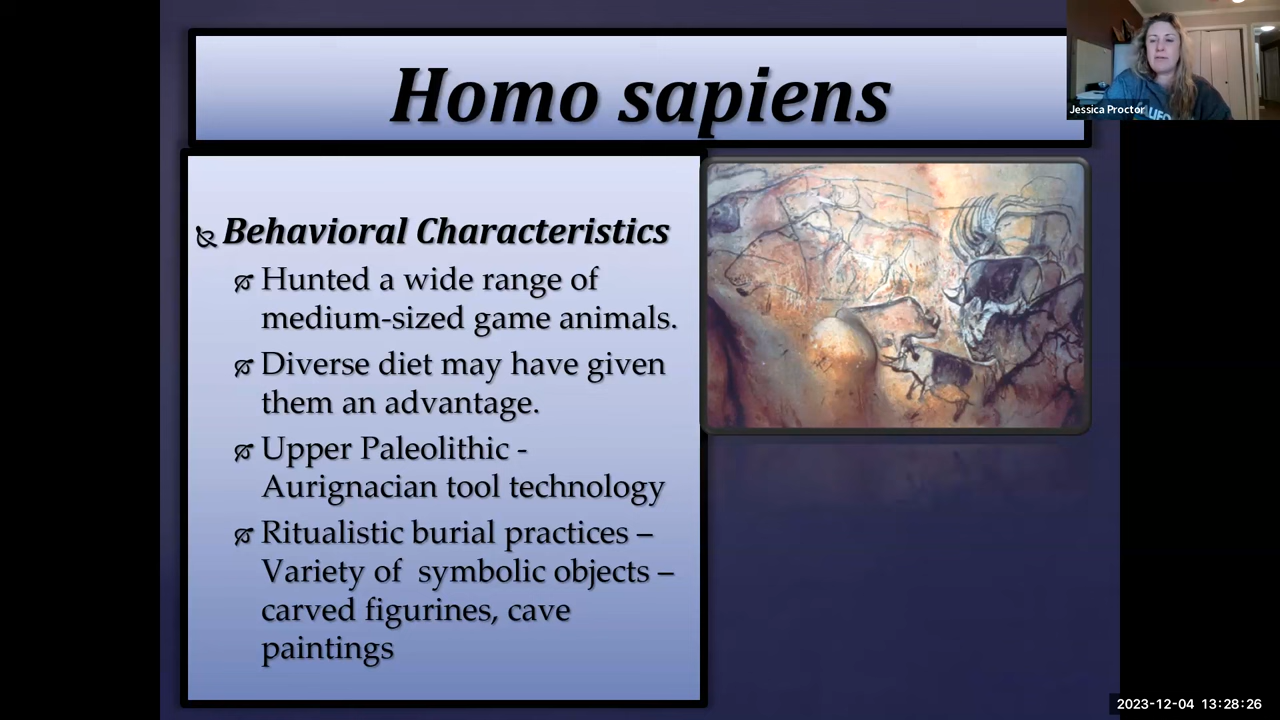 Homo sapiens
Jessica Proctor
Behavioral Characteristics
Hunted a wide range of
medium-sized game animals.
Diverse diet may have given
them an advantage.
Upper Paleolithic -
Aurignacian tool technology
Ritualistic burial practices –
Variety of symbolic objects –
carved figurines, cave
paintings
2023-12-04 13:28:26